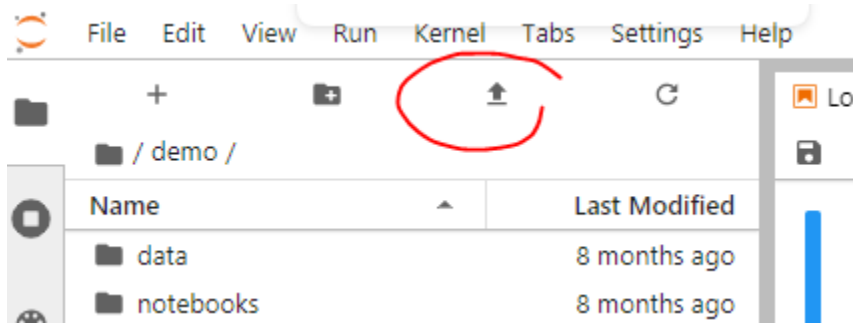 File Edit View Run Kernel Tabs Settings Help
Lo
/ demo /
Name Last Modified
data 8 months ago
notebooks 8 months ago